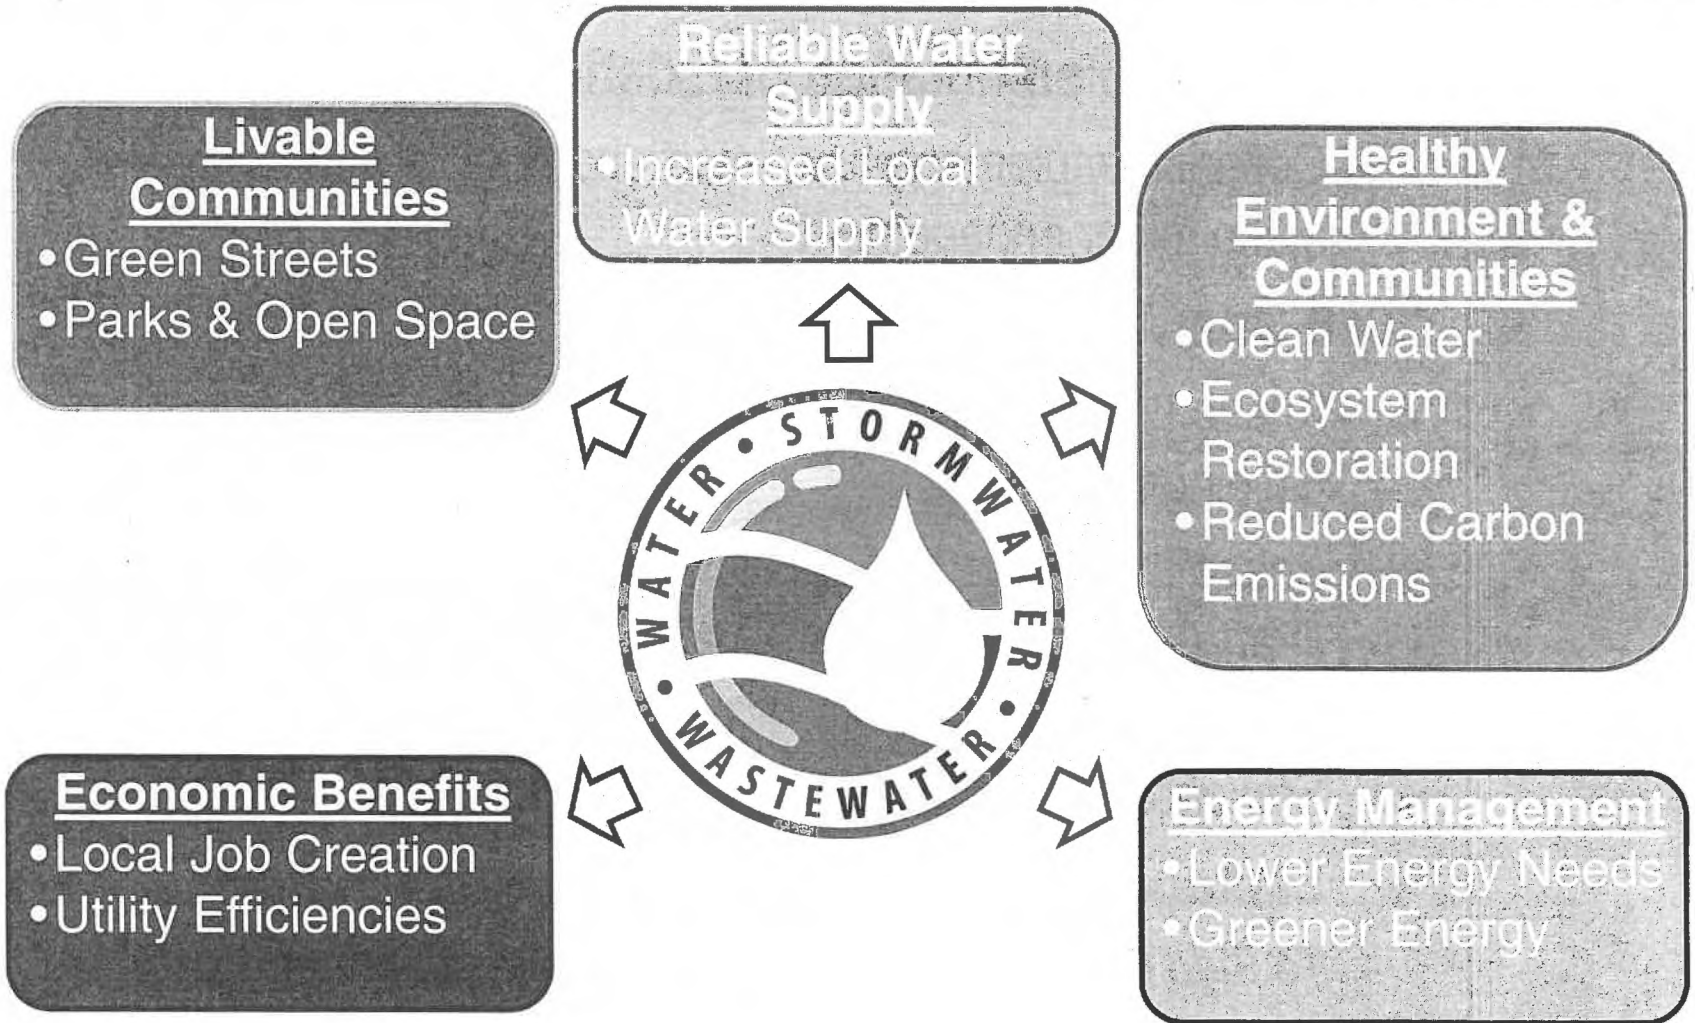 Reliable Water
Supply
•Increased Local
Water Supply
Livable
Communities
•Green Streets
•Parks & Open Space
Healthy
Environment &
Communities
•Clean Water
•Ecosystem
Restoration
•Reduced Carbon
Emissions
WATER • STORMWATER • WASTEWATER •
Economic Benefits
•Local Job Creation
•Utility Efficiencies
Energy Management
•Lower Energy Needs
•Greener Energy